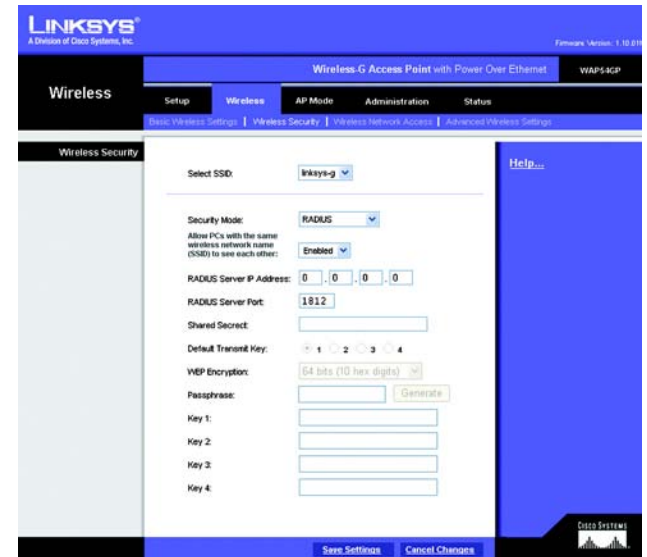 LINKSYS®
A Division of Cisco Systems, Inc.
Firmware Version: 1.10.01
Wireless-G Access Point with Power Over Ethernet
WAP54GP
Wireless
Setup
Wireless
AP Mode
Administration
Status
Basic Wireless Settings | Wireless Security | Wireless Network Access | Advanced Wireless Settings
Wireless Security
Help...
Select SSID: linksys-g
Security Mode: RADIUS
Allow PCs with the same
wireless network name
(SSID) to see each other: Enabled
RADIUS Server IP Address: 0 . 0 . 0 . 0
RADIUS Server Port: 1812
Shared Secrect:
Default Transmit Key: 1 2 3 4
WEP Encryption: 64 bits (10 hex digits)
Passphrase: Generate
Key 1:
Key 2:
Key 3:
Key 4:
Save Settings
Cancel Changes
CISCO SYSTEMS